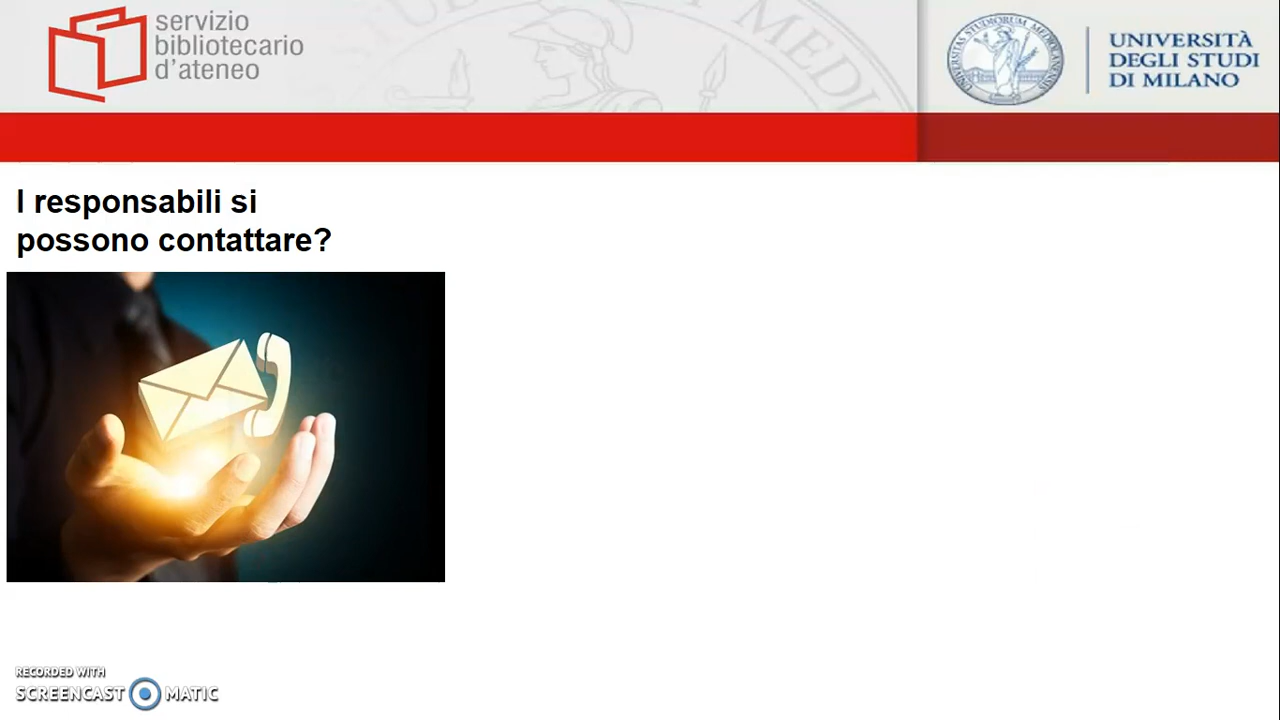 servizio
bibliotecario
d'ateneo
UNIVERSITÀ
DEGLI STUDI
DI MILANO
I responsabili si
possono contattare?
RECORDED WITH
SCREENCAST MATIC